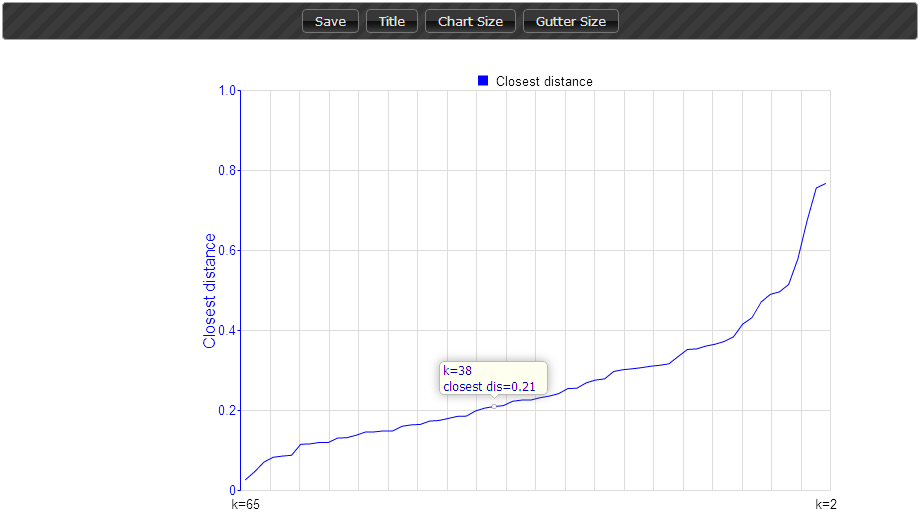 Save Title Chart Size Gutter Size
Closest distance
1.0
0.8
0.6
0.4
0.2
0
Closest distance
k=38
closest dis=0.21
k=65 k=2